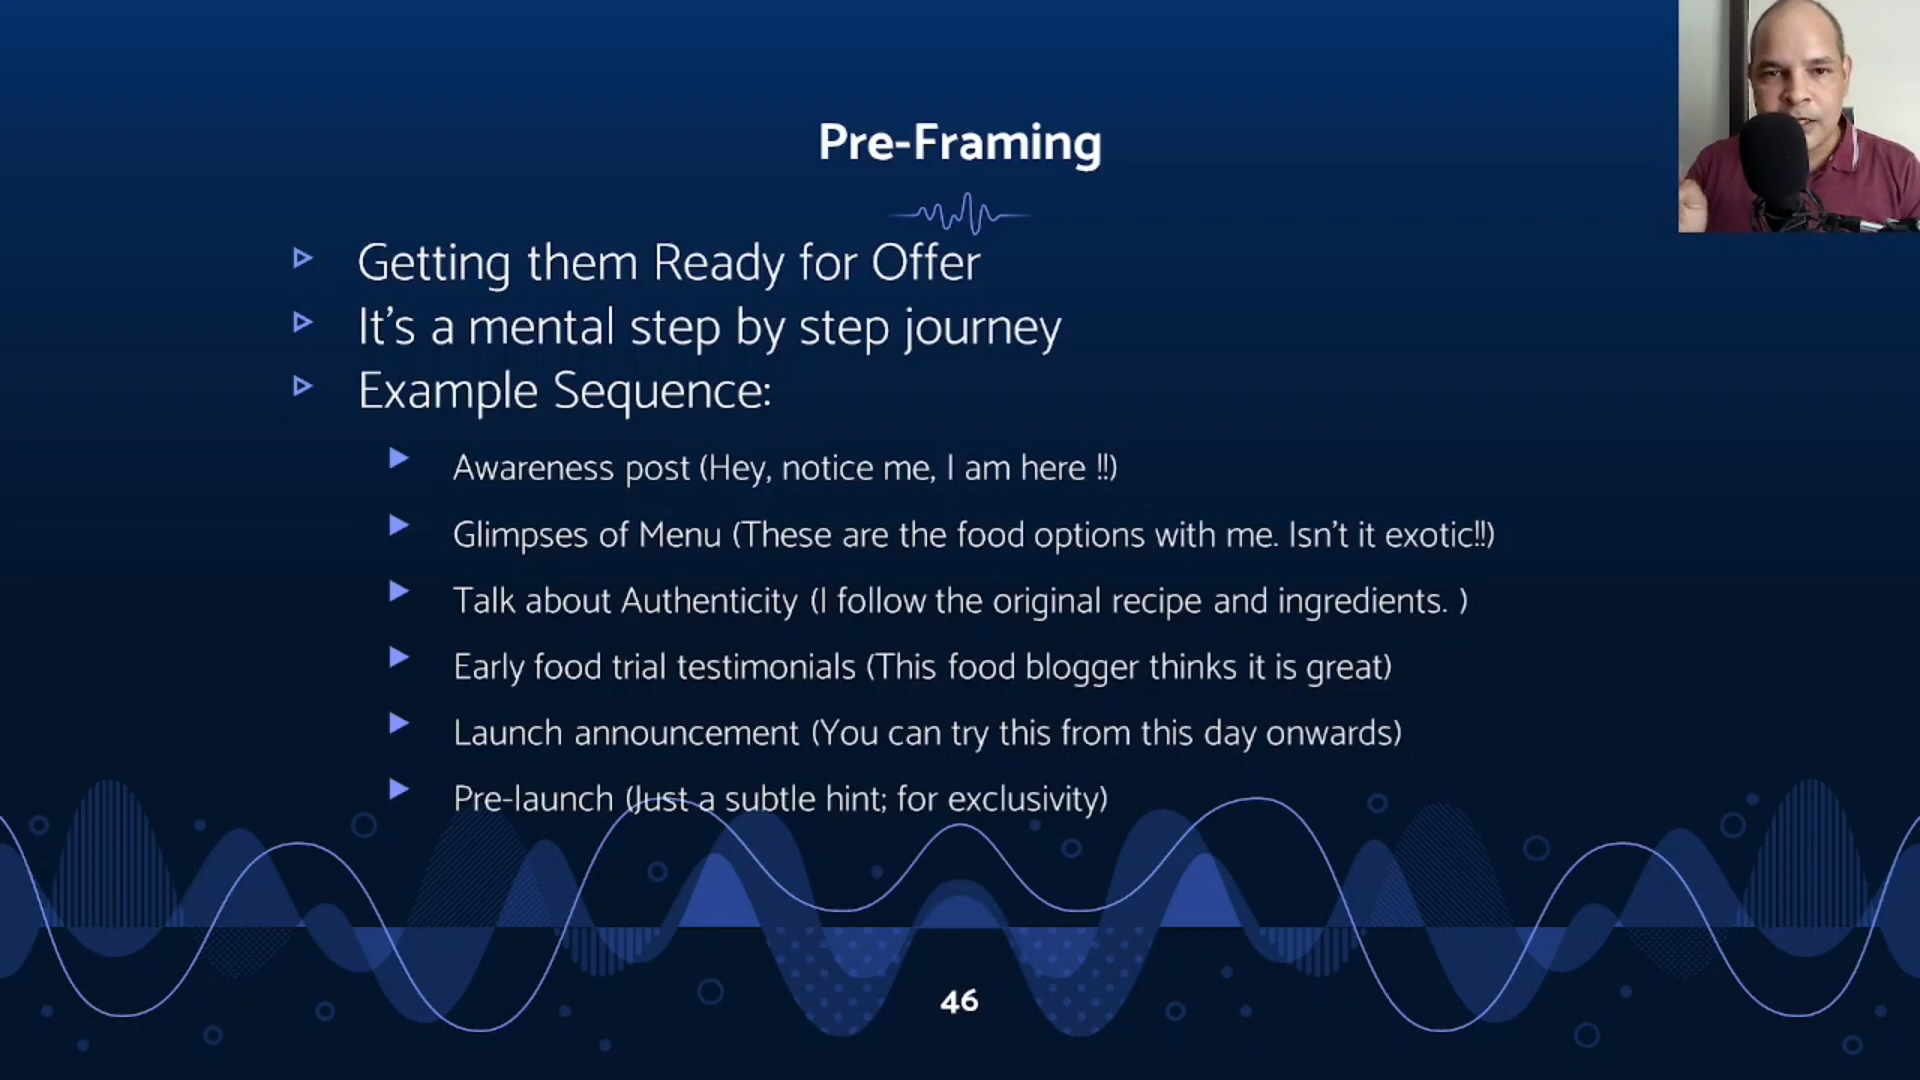 Pre-Framing
Getting them Ready for Offer
It's a mental step by step journey
Example Sequence:
Awareness post (Hey, notice me, I am here !!)
Glimpses of Menu (These are the food options with me. Isn't it exotic!!)
Talk about Authenticity (I follow the original recipe and ingredients. )
Early food trial testimonials (This food blogger thinks it is great)
Launch announcement (You can try this from this day onwards)
Pre-launch (Just a subtle hint; for exclusivity)
46